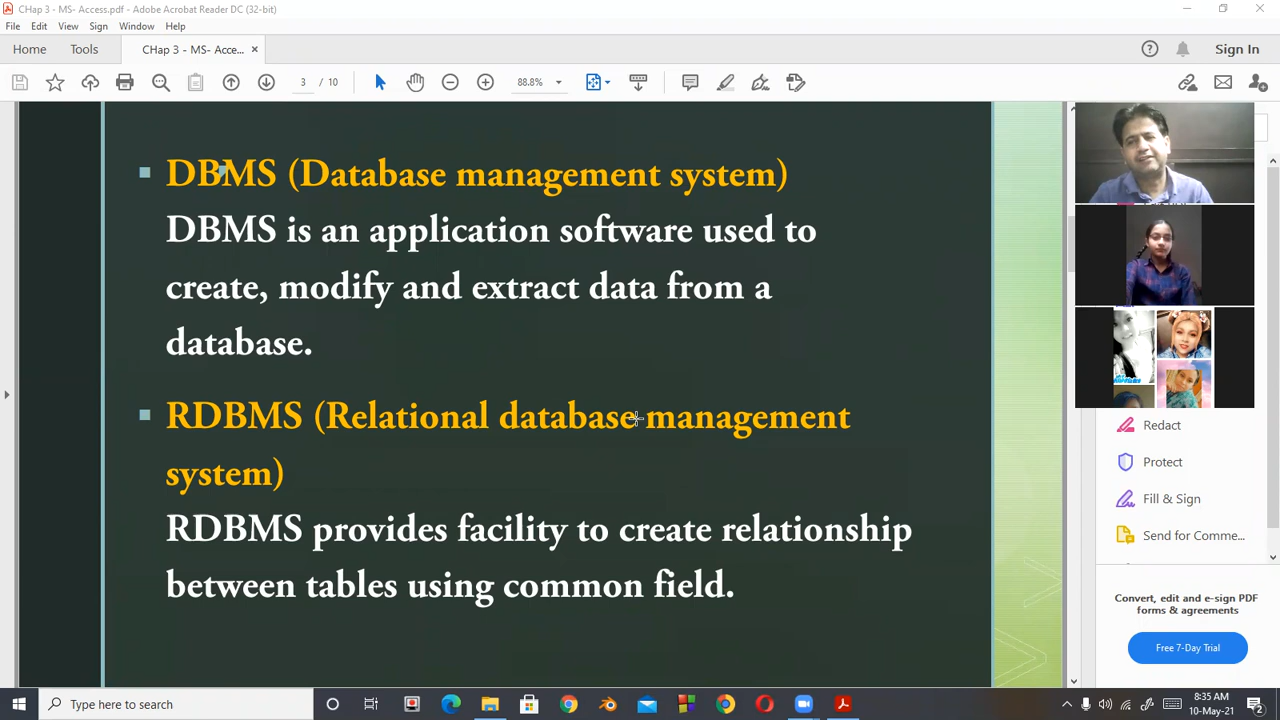 CHap 3 - MS- Access.pdf - Adobe Acrobat Reader DC (32-bit)
File Edit View Sign Window Help
Home Tools CHap 3 - MS- Acce... × Sign In
3 / 10 88.8%
DBMS (Database management system)
DBMS is an application software used to
create, modify and extract data from a
database.
RDBMS (Relational database management
system)
RDBMS provides facility to create relationship
between tables using common field.
Redact
Protect
Fill & Sign
Send for Comme...
Convert, edit and e-sign PDF
forms & agreements
Free 7-Day Trial
Type here to search
8:35 AM
10-May-21
2